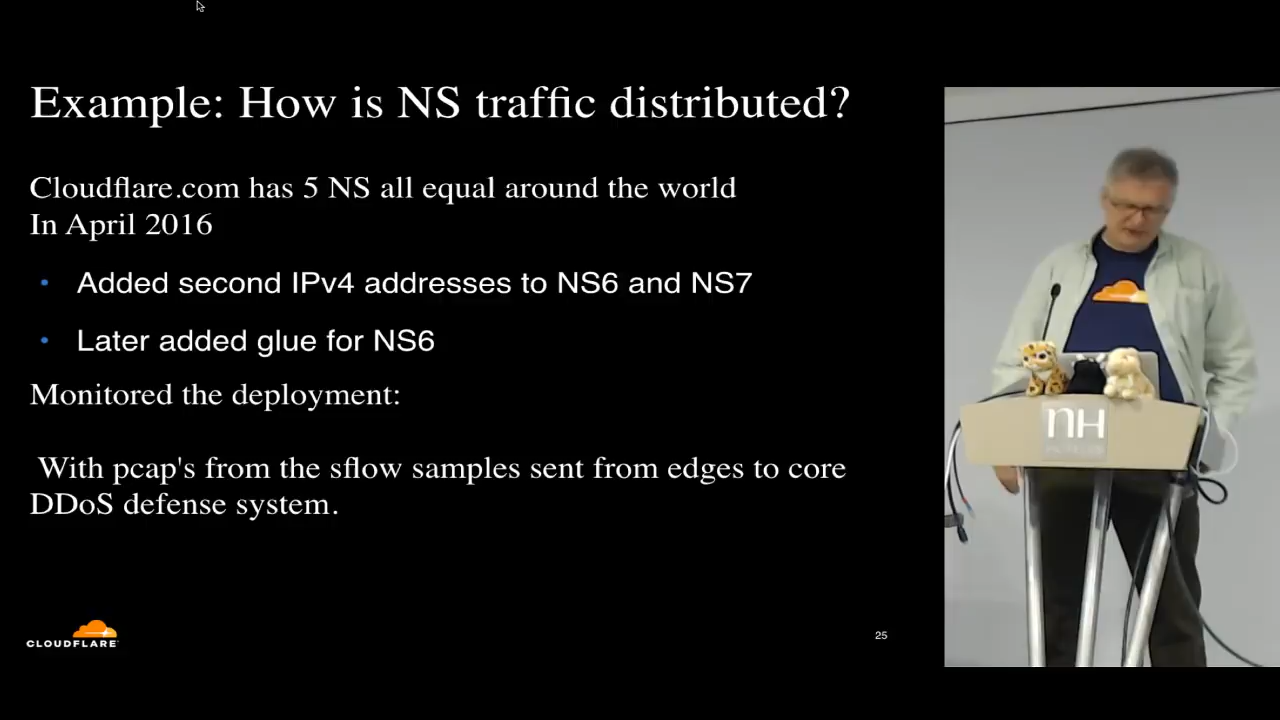 Example: How is NS traffic distributed?
Cloudflare.com has 5 NS all equal around the world
In April 2016
• Added second IPv4 addresses to NS6 and NS7
• Later added glue for NS6
Monitored the deployment:
With pcap's from the sflow samples sent from edges to core
DDoS defense system.
CLOUDFLARE
25
nH